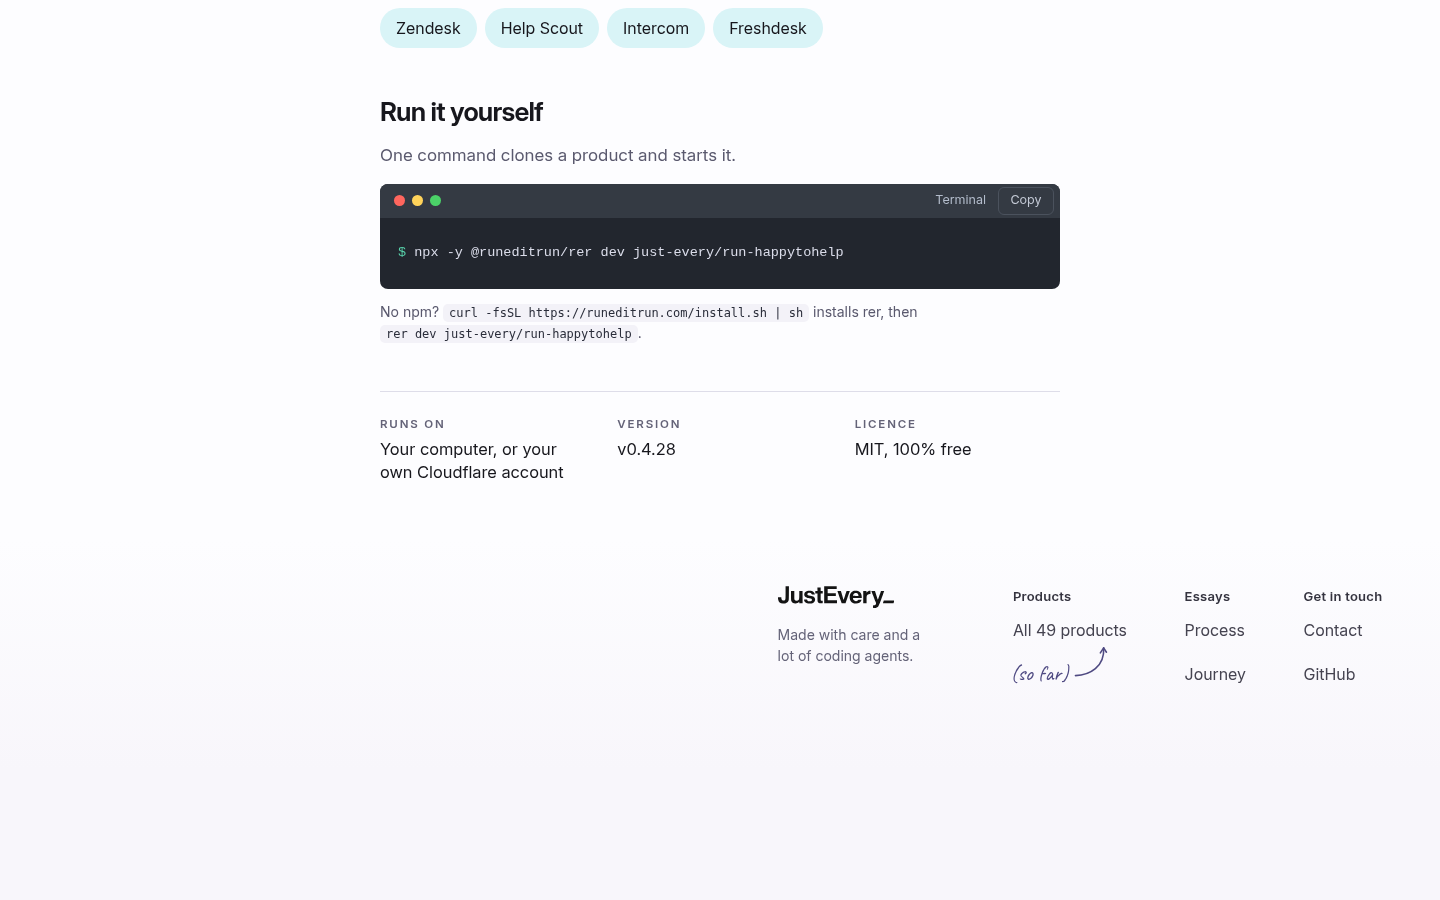 Zendesk
Help Scout
Intercom
Freshdesk
Run it yourself
One command clones a product and starts it.
Terminal
Copy
$ npx -y @runeditrun/rer dev just-every/run-happytohelp
No npm? curl -fsSL https://runeditrun.com/install.sh | sh installs rer, then
rer dev just-every/run-happytohelp.
RUNS ON
Your computer, or your
own Cloudflare account
VERSION
v0.4.28
LICENCE
MIT, 100% free
JustEvery_
Made with care and a
lot of coding agents.
Products
All 49 products
(so far)
Essays
Process
Journey
Get in touch
Contact
GitHub